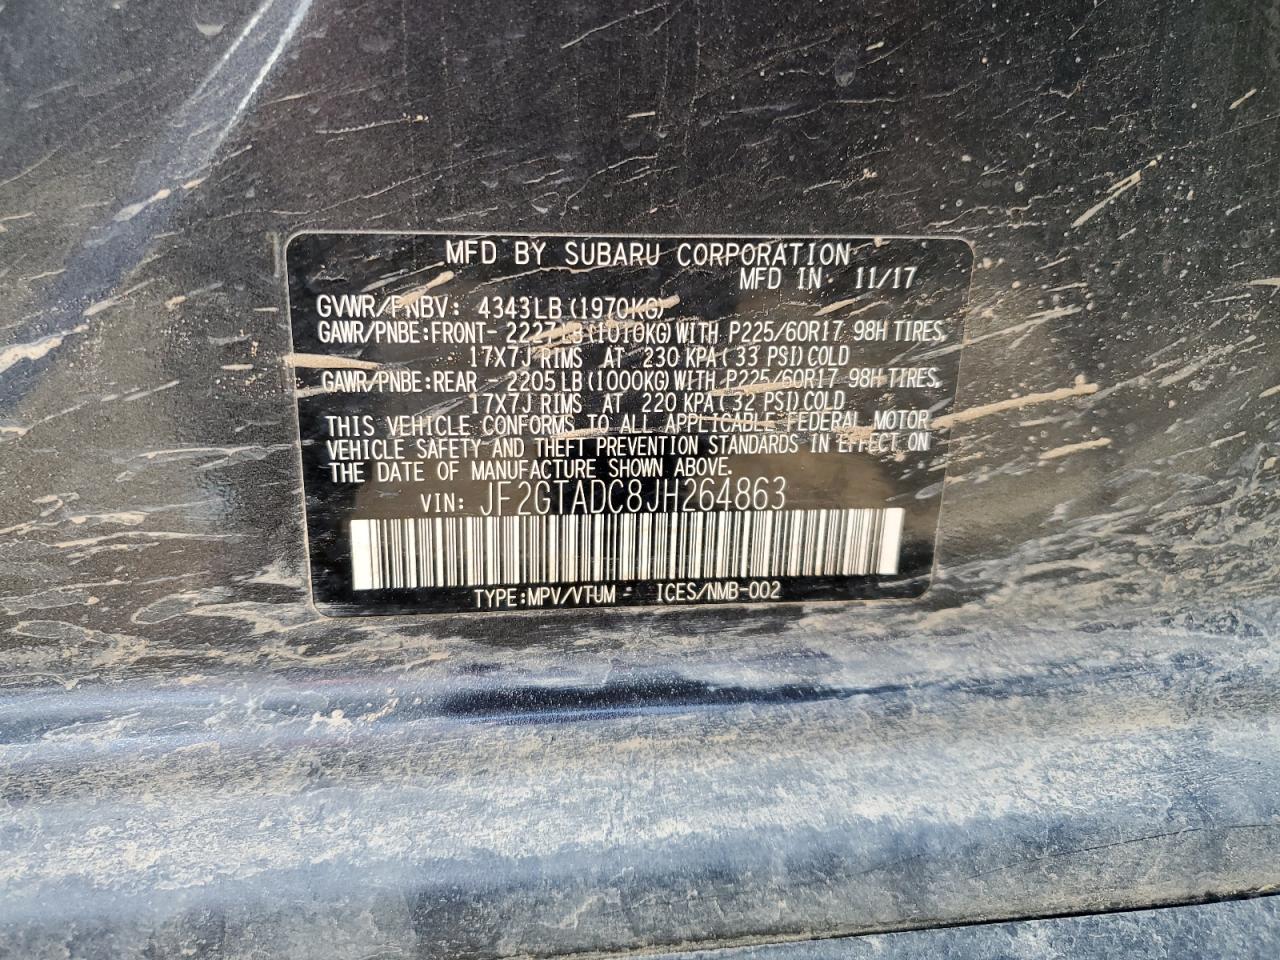 MFD BY SUBARU CORPORATION
MFD IN 11/17
GVWR/PNBV: 4343LB(1970KG)
GAWR/PNBE:FRONT- 2227LB(1010KG)WITH P225/60R17 98H TIRES,
17X7J RIMS AT 230 KPA(33 PSI)COLD
GAWR/PNBE:REAR 2205LB(1000KG)WITH P225/60R17 98H TIRES,
17X7J RIMS AT 220 KPA(32 PSI)COLD
THIS VEHICLE CONFORMS TO ALL APPLICABLE FEDERAL MOTOR
VEHICLE SAFETY AND THEFT PREVENTION STANDARDS IN EFFECT ON
THE DATE OF MANUFACTURE SHOWN ABOVE.
VIN: JF2GTADC8JH264863
TYPE:MPV/VTUM - ICES/NMB-002